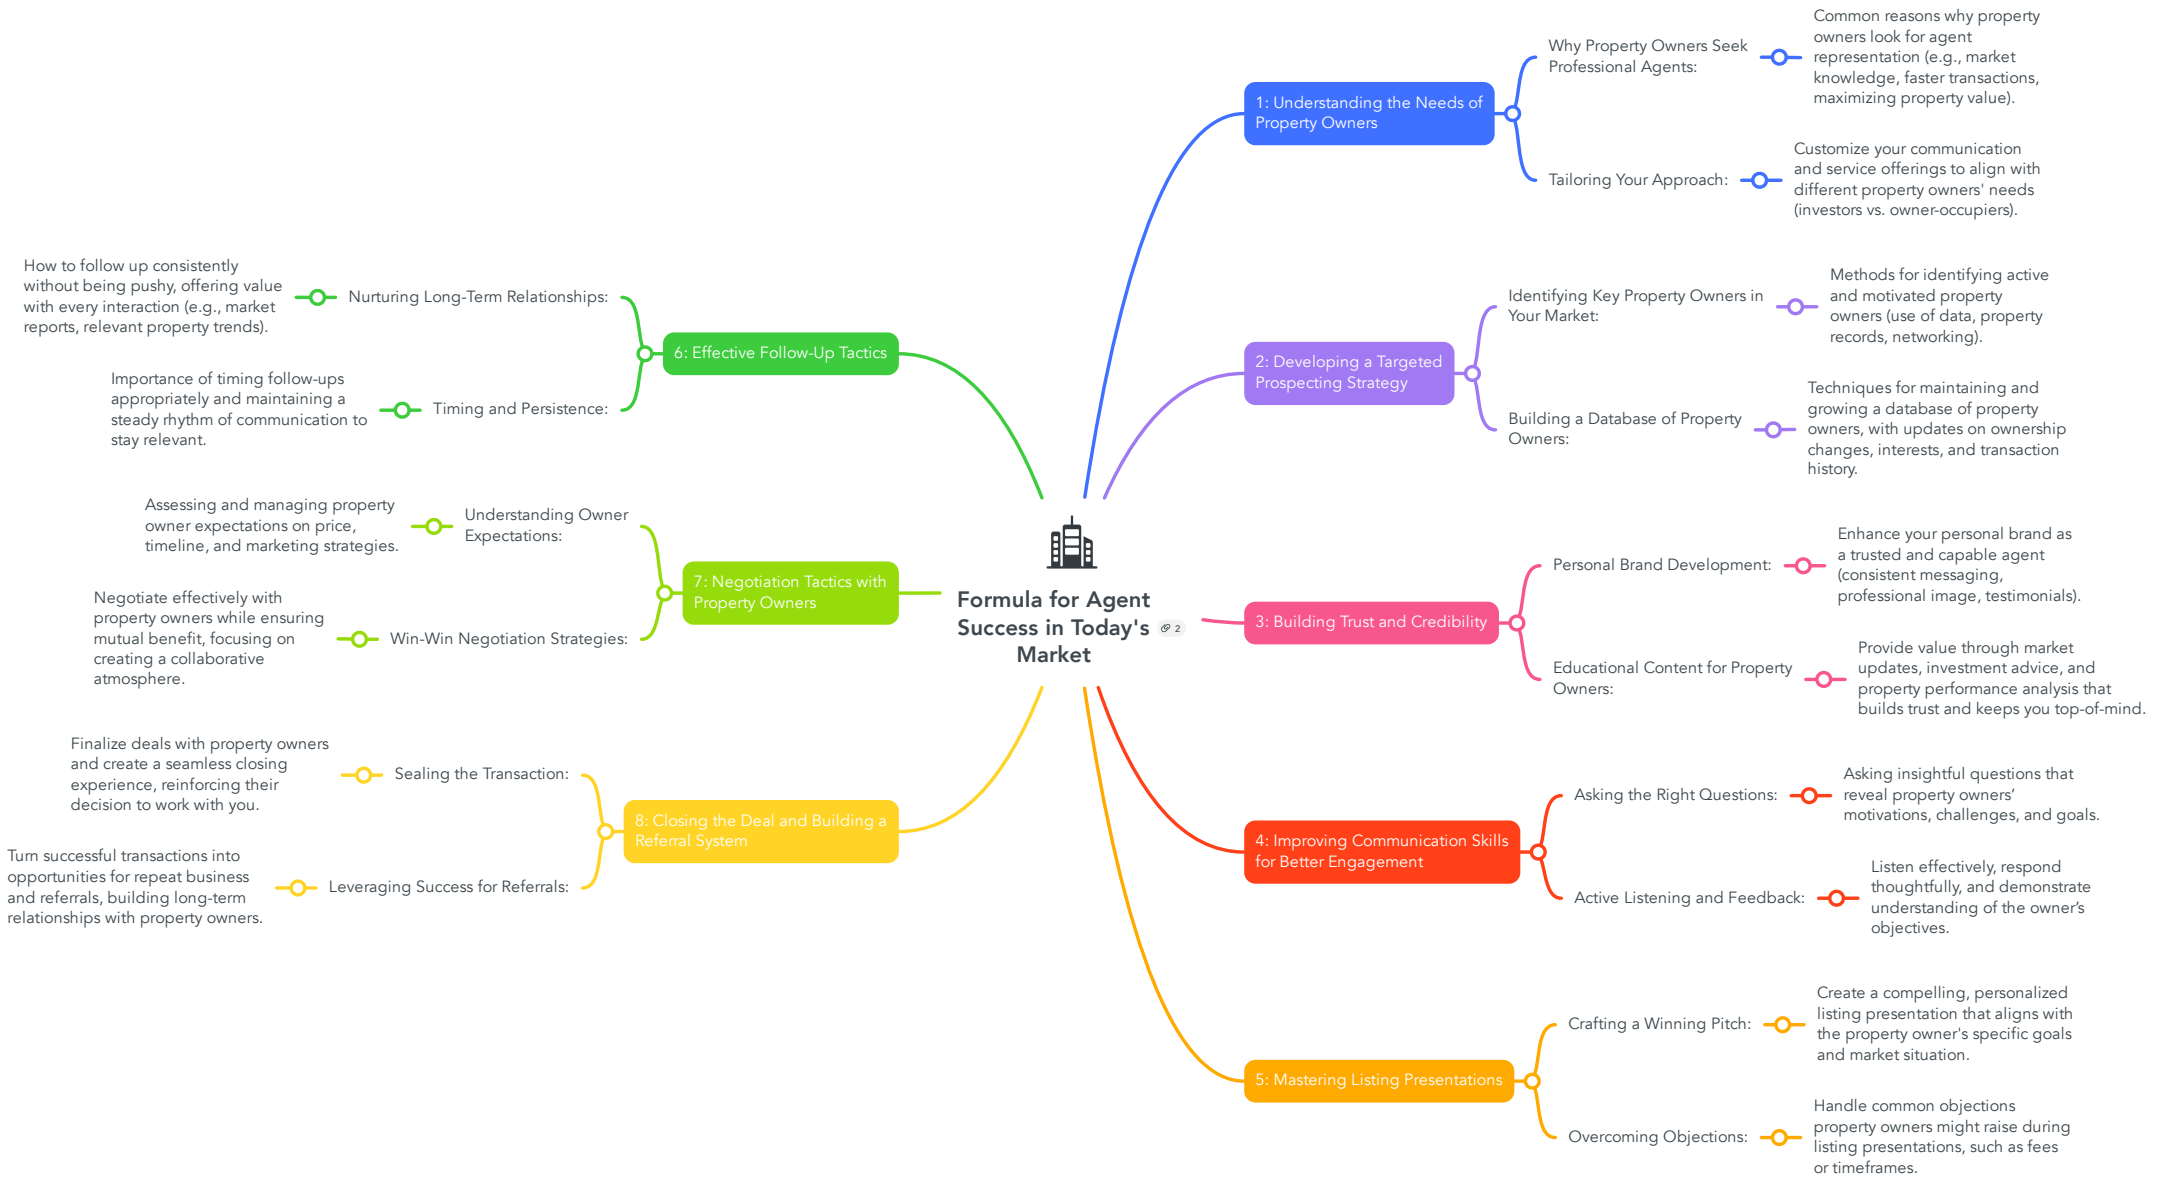 Formula for Agent
Success in Today's
Market
2
1: Understanding the Needs of
Property Owners
Why Property Owners Seek
Professional Agents:
Common reasons why property
owners look for agent
representation (e.g., market
knowledge, faster transactions,
maximizing property value).
Tailoring Your Approach:
Customize your communication
and service offerings to align with
different property owners' needs
(investors vs. owner-occupiers).
2: Developing a Targeted
Prospecting Strategy
Identifying Key Property Owners in
Your Market:
Methods for identifying active
and motivated property
owners (use of data, property
records, networking).
Building a Database of Property
Owners:
Techniques for maintaining and
growing a database of property
owners, with updates on ownership
changes, interests, and transaction
history.
3: Building Trust and Credibility
Personal Brand Development:
Enhance your personal brand as
a trusted and capable agent
(consistent messaging,
professional image, testimonials).
Educational Content for Property
Owners:
Provide value through market
updates, investment advice, and
property performance analysis that
builds trust and keeps you top-of-mind.
4: Improving Communication Skills
for Better Engagement
Asking the Right Questions:
Asking insightful questions that
reveal property owners’
motivations, challenges, and goals.
Active Listening and Feedback:
Listen effectively, respond
thoughtfully, and demonstrate
understanding of the owner’s
objectives.
5: Mastering Listing Presentations
Crafting a Winning Pitch:
Create a compelling, personalized
listing presentation that aligns with
the property owner's specific goals
and market situation.
Overcoming Objections:
Handle common objections
property owners might raise during
listing presentations, such as fees
or timeframes.
6: Effective Follow-Up Tactics
Nurturing Long-Term Relationships:
How to follow up consistently
without being pushy, offering value
with every interaction (e.g., market
reports, relevant property trends).
Timing and Persistence:
Importance of timing follow-ups
appropriately and maintaining a
steady rhythm of communication to
stay relevant.
7: Negotiation Tactics with
Property Owners
Understanding Owner
Expectations:
Assessing and managing property
owner expectations on price,
timeline, and marketing strategies.
Win-Win Negotiation Strategies:
Negotiate effectively with
property owners while ensuring
mutual benefit, focusing on
creating a collaborative
atmosphere.
8: Closing the Deal and Building a
Referral System
Sealing the Transaction:
Finalize deals with property owners
and create a seamless closing
experience, reinforcing their
decision to work with you.
Leveraging Success for Referrals:
Turn successful transactions into
opportunities for repeat business
and referrals, building long-term
relationships with property owners.